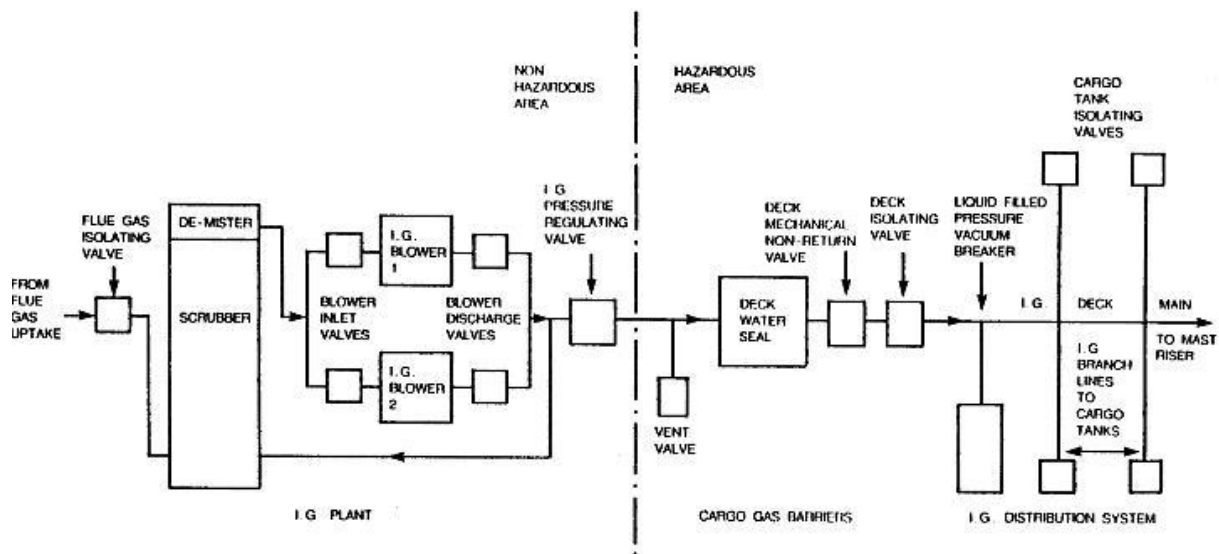 NON
HAZARDOUS
AREA
HAZARDOUS
AREA
CARGO
TANK
ISOLATING
VALVES
FLUE GAS
ISOLATING
VALVE
DE-MISTER
I.G.
BLOWER
1
I.G
PRESSURE
REGULATING
VALVE
DECK
MECHANICAL
NON-RETURN
VALVE
DECK
ISOLATING
VALVE
LIQUID FILLED
PRESSURE
VACUUM
BREAKER
FROM
FLUE
GAS
UPTAKE
SCRUBBER
BLOWER
INLET
VALVES
BLOWER
DISCHARGE
VALVES
DECK
WATER
SEAL
I.G. DECK MAIN
TO MAST
RISER
I.G.
BLOWER
2
VENT
VALVE
I.G
BRANCH
LINES
TO
CARGO
TANKS
I.G. PLANT
CARGO GAS BARRIERS
I.G. DISTRIBUTION SYSTEM